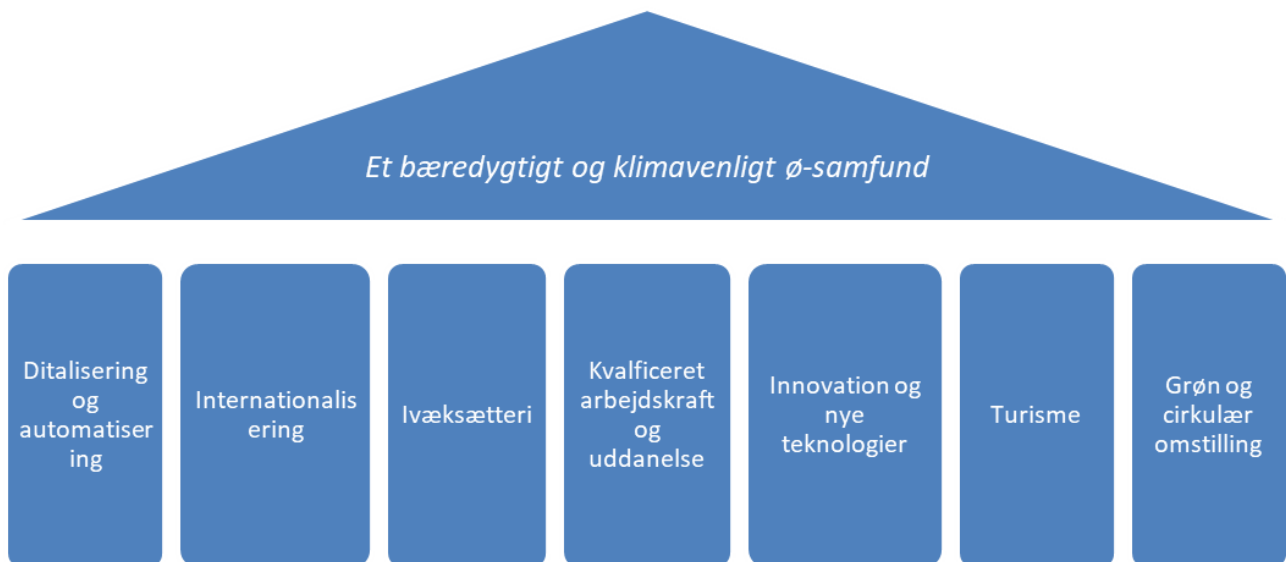 Et bæredygtigt og klimavenligt ø-samfund
Ditalisering
og
automatiser
ing
Internationalis
ering
Ivæksætteri
Kvalficeret
arbejdskraft
og
uddanelse
Innovation og
nye
teknologier
Turisme
Grøn og
cirkulær
omstilling